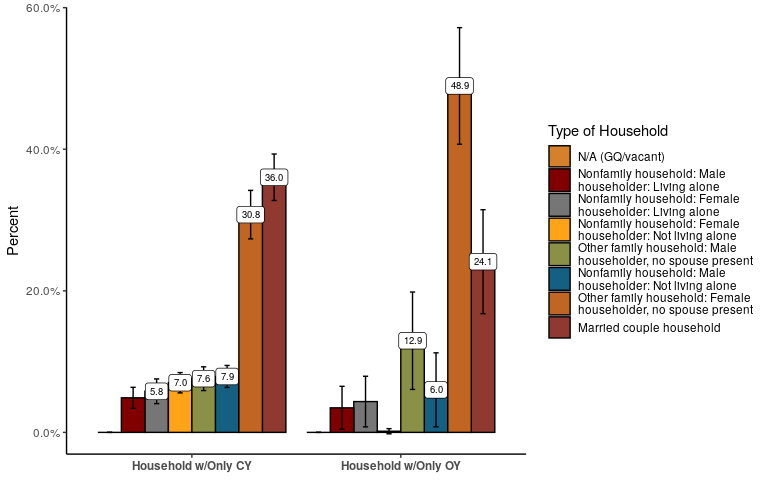 60.0%
40.0%
20.0%
0.0%
Percent
5.8
7.0
7.6
7.9
30.8
36.0
12.9
6.0
48.9
24.1
Household w/Only CY
Household w/Only OY
Type of Household
N/A (GQ/vacant)
Nonfamily household: Male
householder: Living alone
Nonfamily household: Female
householder: Living alone
Nonfamily household: Female
householder: Not living alone
Other family household: Male
householder, no spouse present
Nonfamily household: Male
householder: Not living alone
Other family household: Female
householder, no spouse present
Married couple household